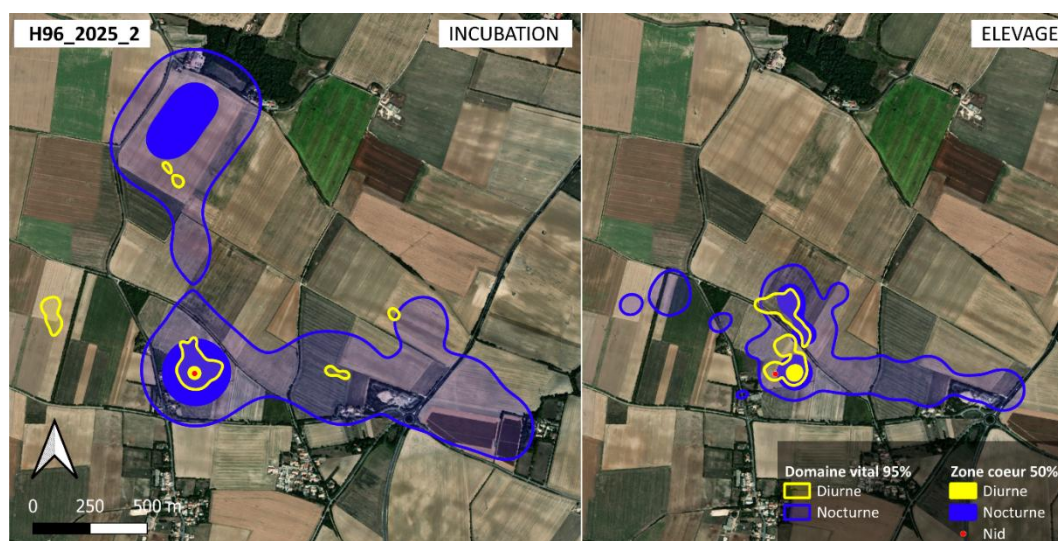 H96_2025_2
INCUBATION
ELEVAGE
0 250 500 m
Domaine vital 95%
Diurne
Nocturne
Zone coeur 50%
Diurne
Nocturne
Nid